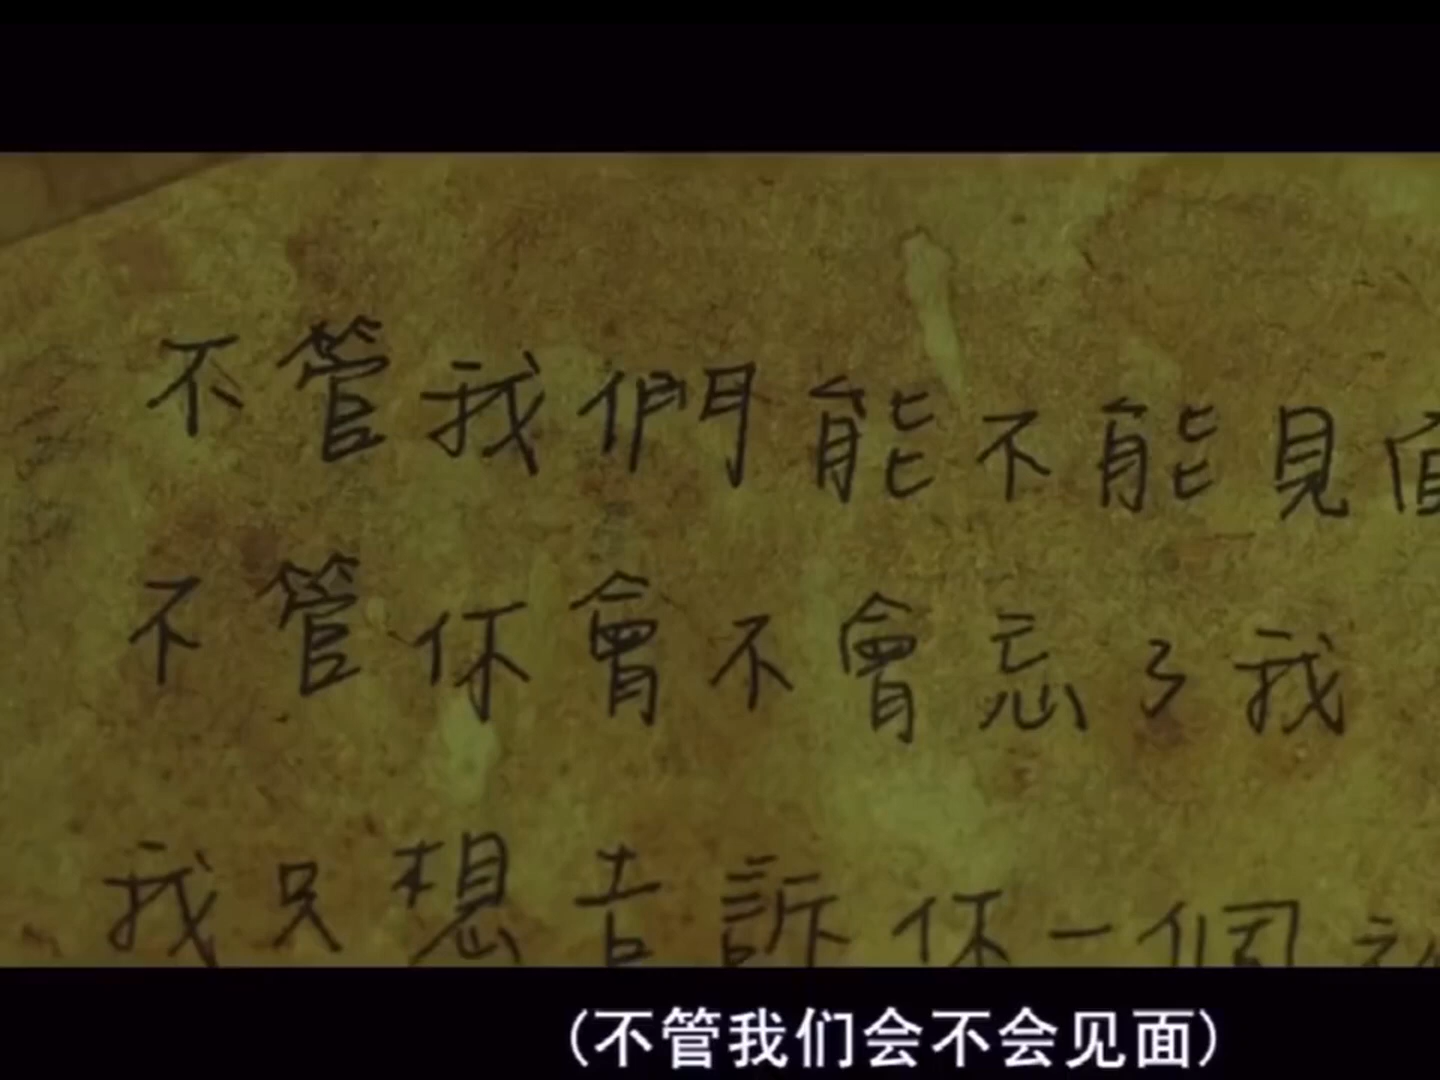 不管我們能不能見面
不管你會不會忘了我
我只想告訴你一個
(不管我们会不会见面)